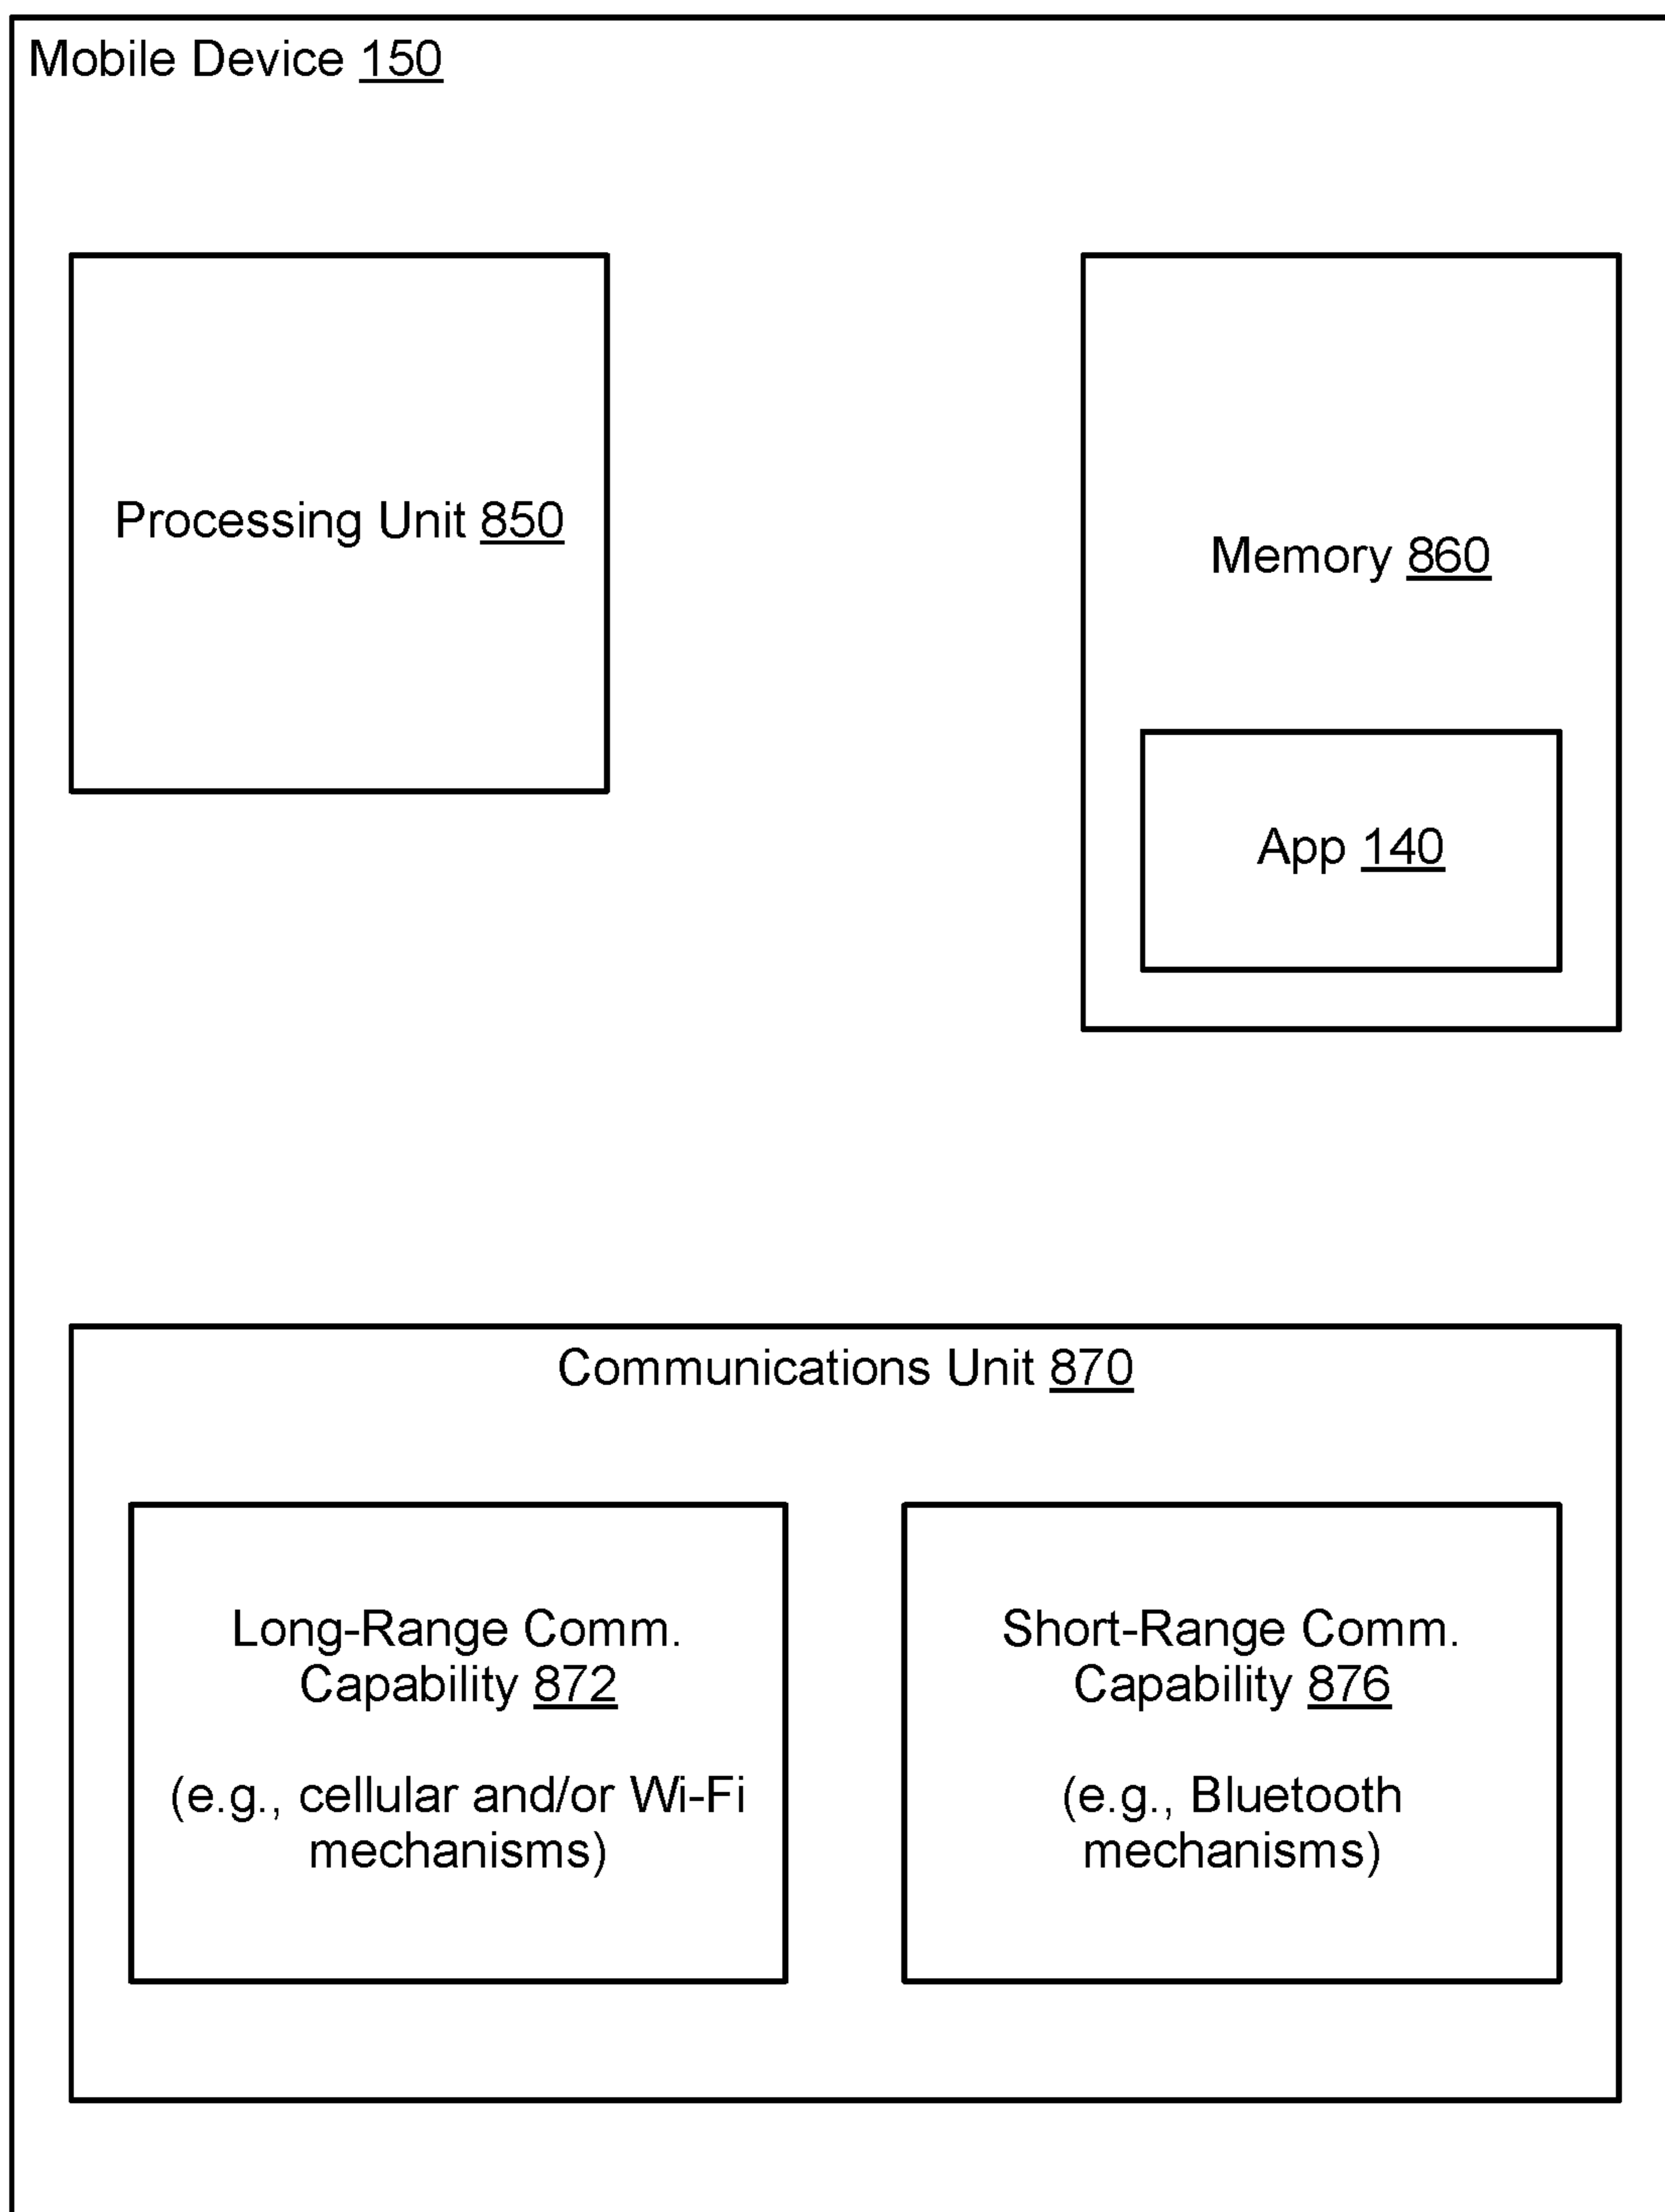 Mobile Device 150
Processing Unit 850
Memory 860
App 140
Communications Unit 870
Long-Range Comm.
Capability 872
(e.g., cellular and/or Wi-Fi
mechanisms)
Short-Range Comm.
Capability 876
(e.g., Bluetooth
mechanisms)